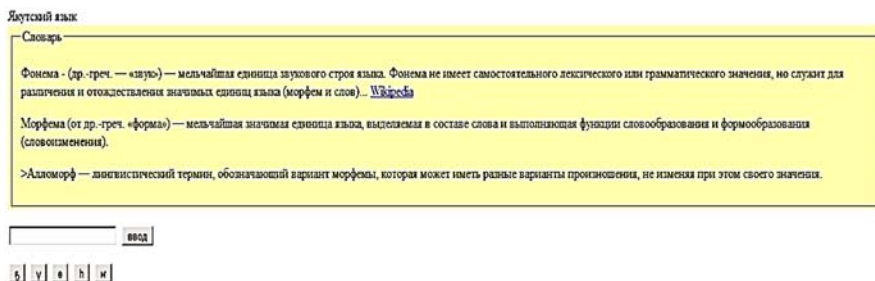 Якутский язык
Словарь
Фонема - (др.-греч. — «звук») — мельчайшая единица звукового строя языка. Фонема не имеет самостоятельного лексического или грамматического значения, но служит для
различения и отождествления значимых единиц языка (морфем и слов)... Wikipedia
Морфема (от др.-греч. «форма») — мельчайшая значимая единица языка, выделяемая в составе слова и выполняющая функции словообразования и формообразования
(словоизменения).
>Алломорф — лингвистический термин, обозначающий вариант морфемы, которая может иметь разные варианты произношения, не изменяя при этом своего значения.
ввод
ҕ ү ө һ ҥ